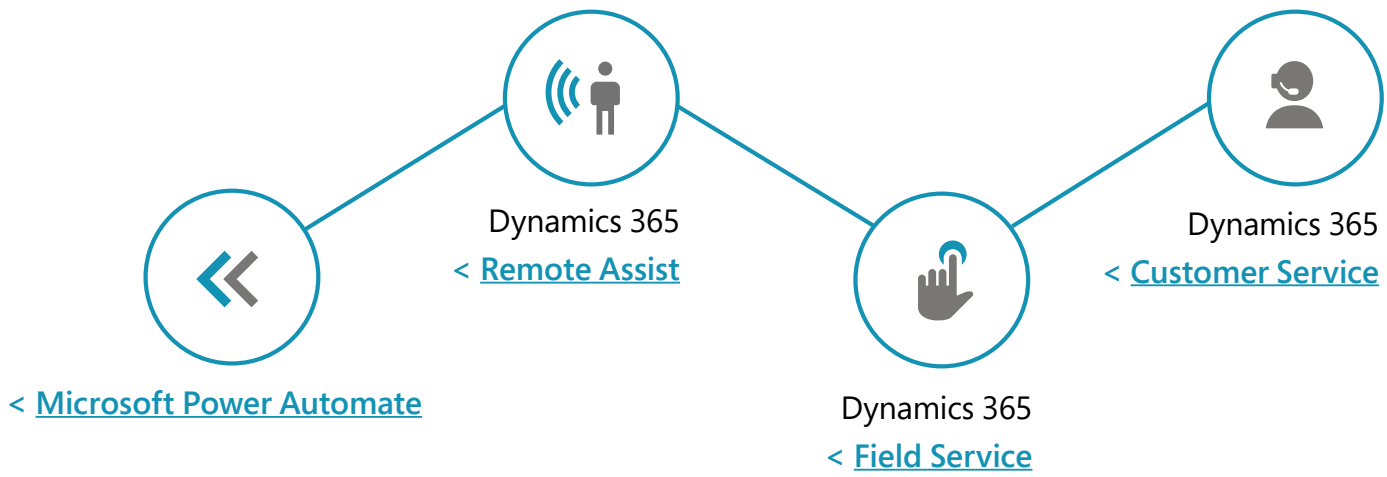 Dynamics 365
< Remote Assist
Dynamics 365
< Customer Service
< Microsoft Power Automate
Dynamics 365
< Field Service